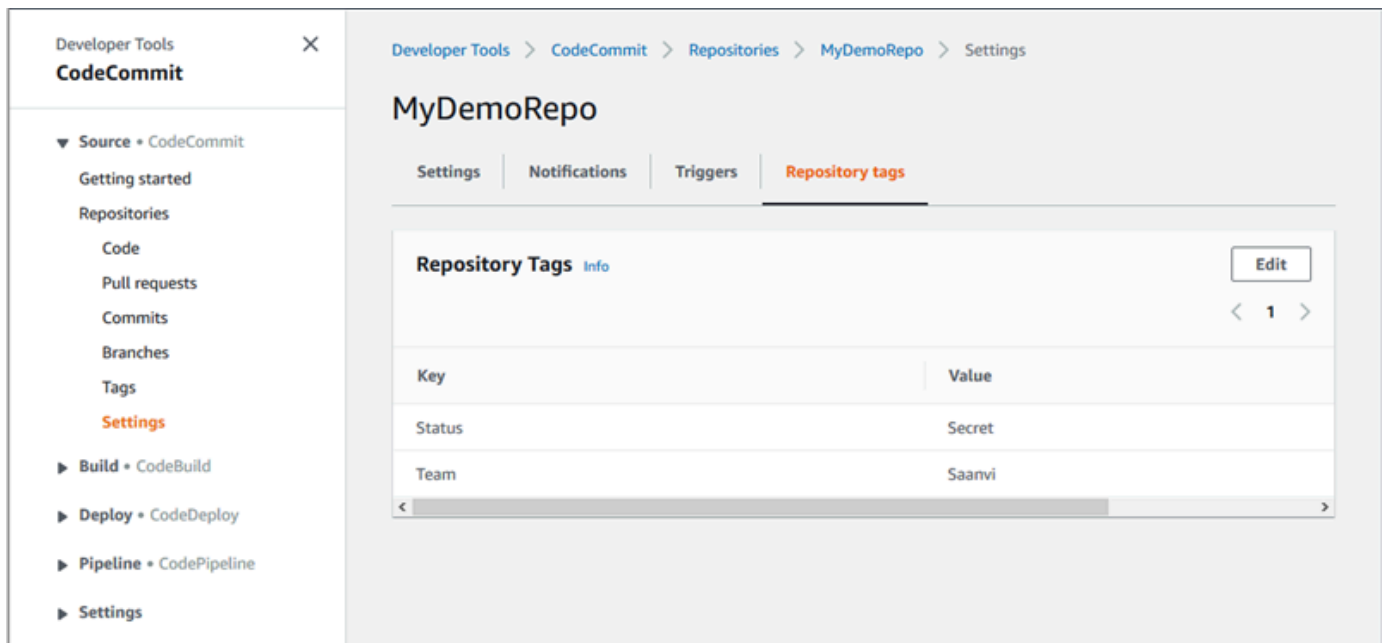 Developer Tools
CodeCommit
Source • CodeCommit
Getting started
Repositories
Code
Pull requests
Commits
Branches
Tags
Settings
Build • CodeBuild
Deploy • CodeDeploy
Pipeline • CodePipeline
Settings
Developer Tools > CodeCommit > Repositories > MyDemoRepo > Settings
MyDemoRepo
Settings Notifications Triggers Repository tags
Repository Tags Info Edit
< 1 >
Key Value
Status Secret
Team Saanvi